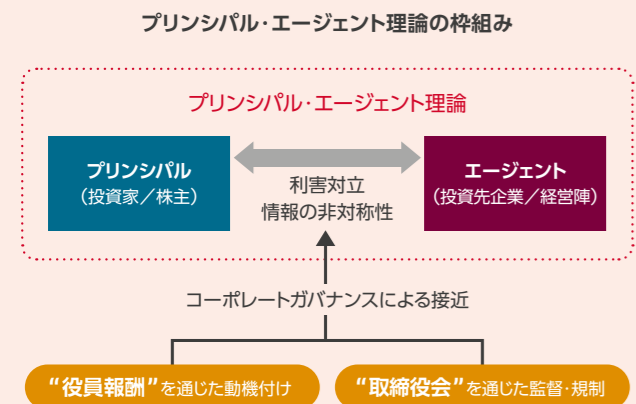 プリンシパル・エージェント理論の枠組み
プリンシパル・エージェント理論
プリンシパル
（投資家／株主）
利害対立
情報の非対称性
エージェント
（投資先企業／経営陣）
コーポレートガバナンスによる接近
“役員報酬”を通じた動機付け
“取締役会”を通じた監督・規制